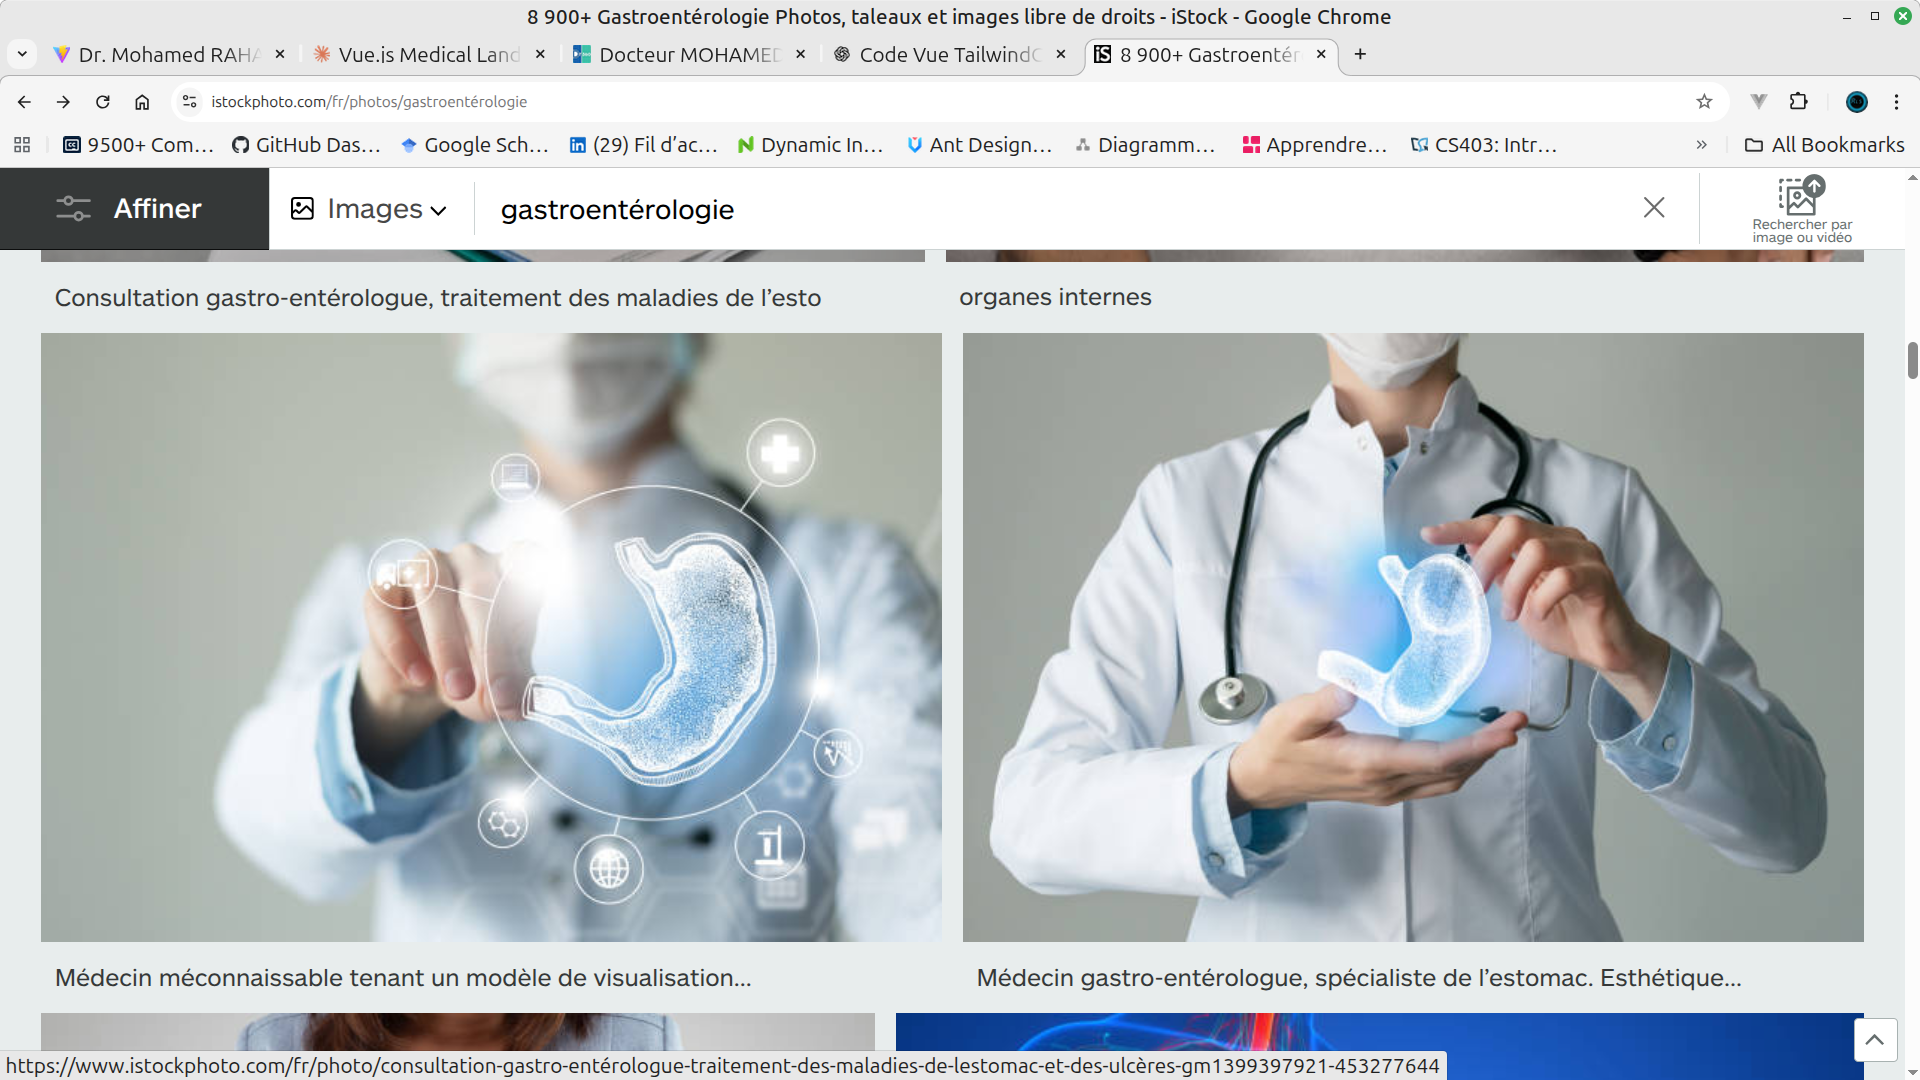 8 900+ Gastroentérologie Photos, taleaux et images libre de droits - iStock - Google Chrome
Dr. Mohamed RAHA
Vue.js Medical Land
Docteur MOHAMED
Code Vue TailwindC
8 900+ Gastroentér
istockphoto.com/fr/photos/gastroentérologie
9500+ Com...
GitHub Das...
Google Sch...
(29) Fil d'ac...
Dynamic In...
Ant Design...
Diagramm...
Apprendre...
CS403: Intr...
All Bookmarks
Affiner
Images
gastroentérologie
Rechercher par
image ou vidéo
Consultation gastro-entérologue, traitement des maladies de l'esto
organes internes
Médecin méconnaissable tenant un modèle de visualisation...
Médecin gastro-entérologue, spécialiste de l'estomac. Esthétique...
https://www.istockphoto.com/fr/photo/consultation-gastro-entérologue-traitement-des-maladies-de-lestomac-et-des-ulcères-gm1399397921-453277644